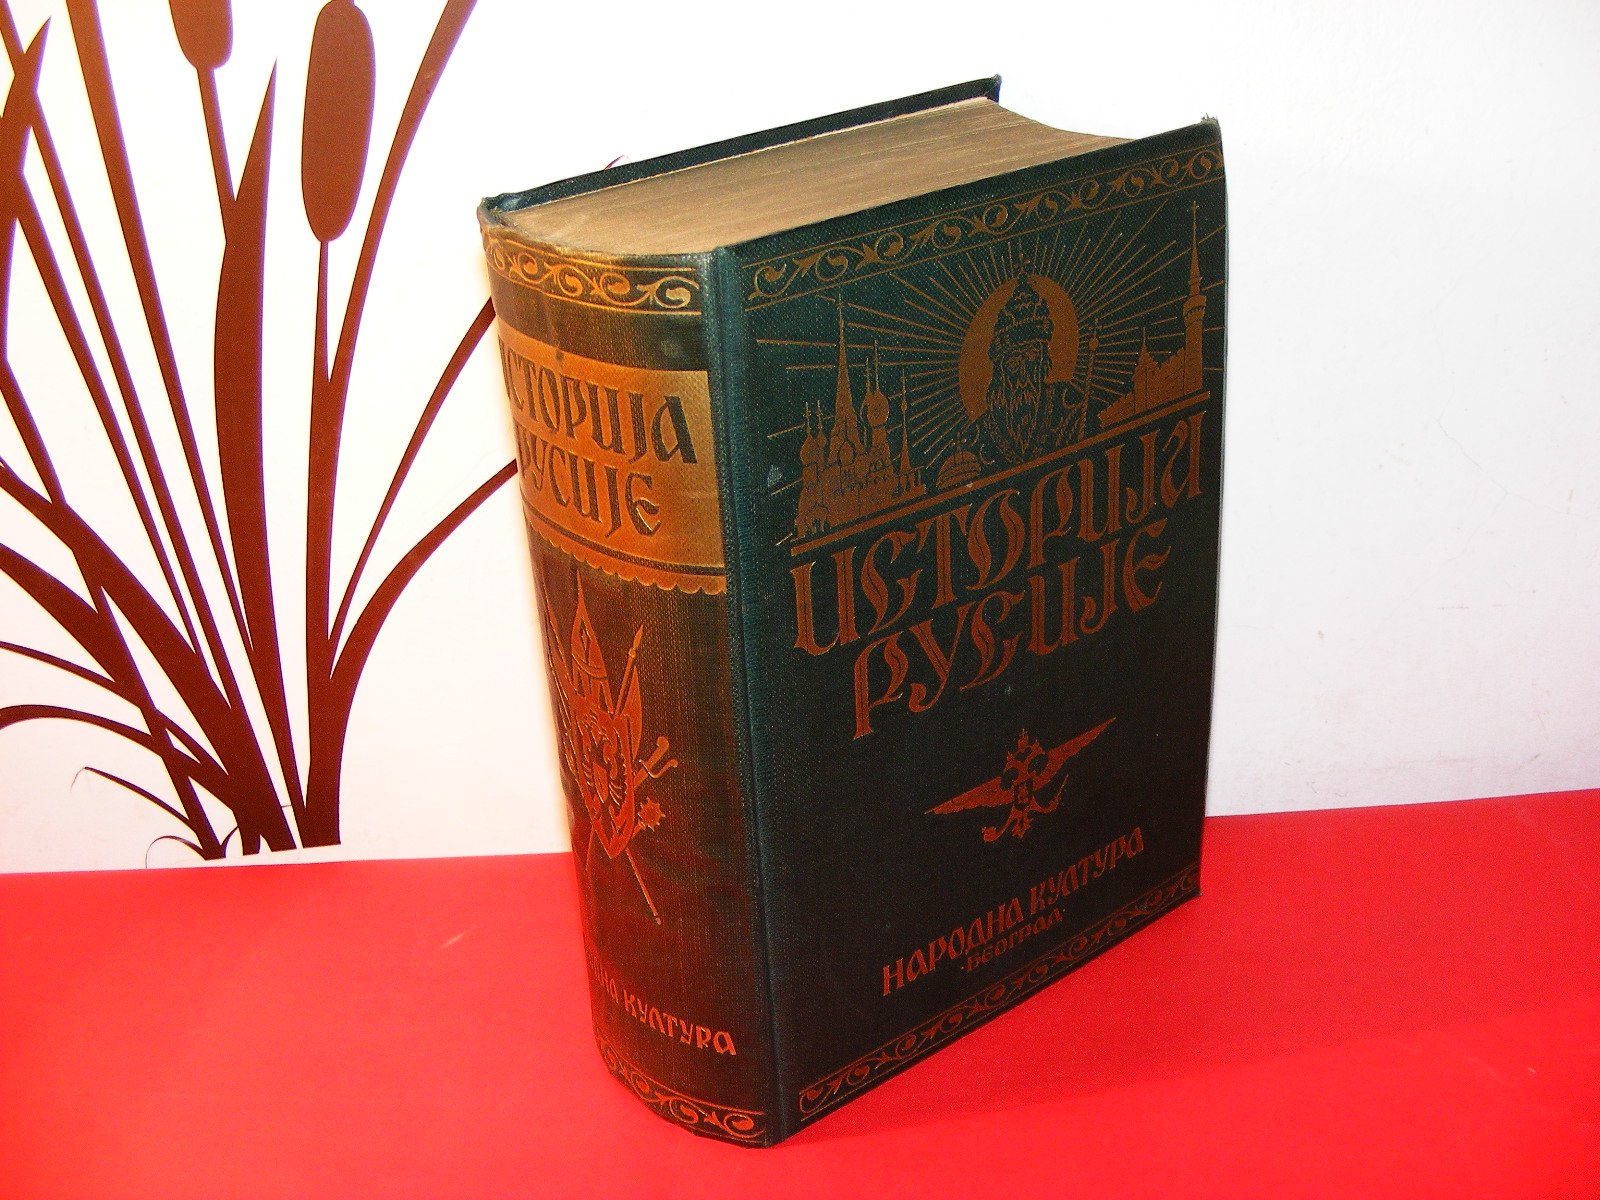 ИСТОРИЈА
РУСИЈЕ
КУЛТУРА
ИСТОРИЈА
РУСИЈЕ
НАРОДНА КУЛТУРА
БЕОГРАД